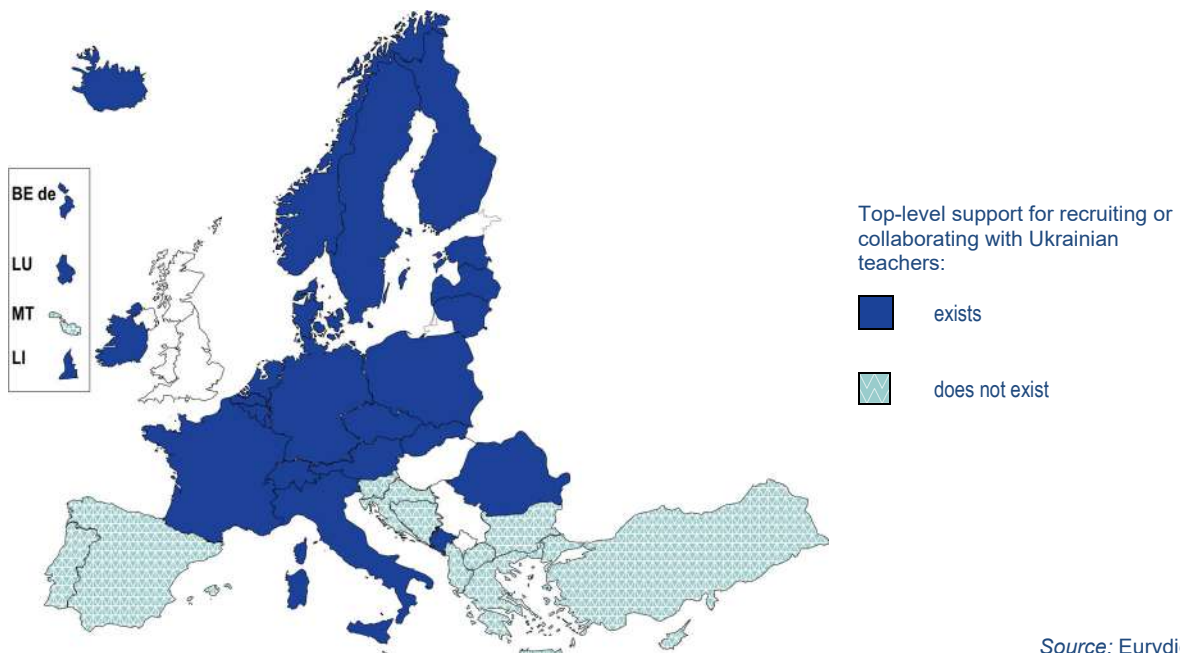 BE de
LU
MT
LI
Top-level support for recruiting or
collaborating with Ukrainian
teachers:
exists
does not exist
Source: